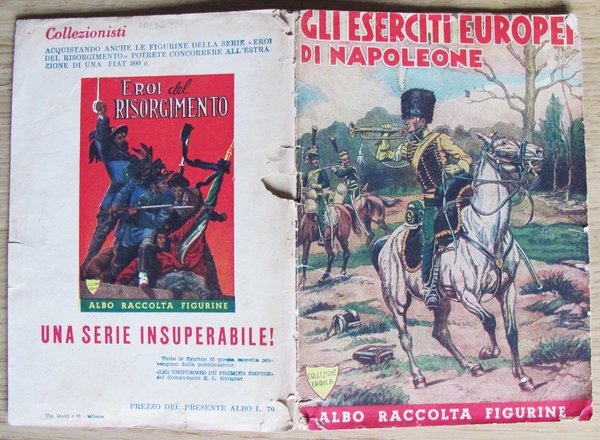 Collezionisti
ACQUISTANDO ANCHE LE FIGURINE DELLA SERIE «EROI
DEL RISORGIMENTO» POTRETE CONCORRERE ALL'ESTRA-
ZIONE DI UNA FIAT 500 c.
EROI del
RISORGIMENTO
ALBO RACCOLTA FIGURINE
UNA SERIE INSUPERABILE!
Tutte le figurine di questa raccolta pro-
vengono dalla pubblicazione:
«LES UNIFORMES DU PREMIER EMPIRE»
del Comandante E. L. BUCQUOY.
PREZZO DEL PRESENTE ALBO L. 70
Tip. - Milano
GLI ESERCITI EUROPEI
DI NAPOLEONE
COLLEZIONE
EROICA
ALBO RACCOLTA FIGURINE